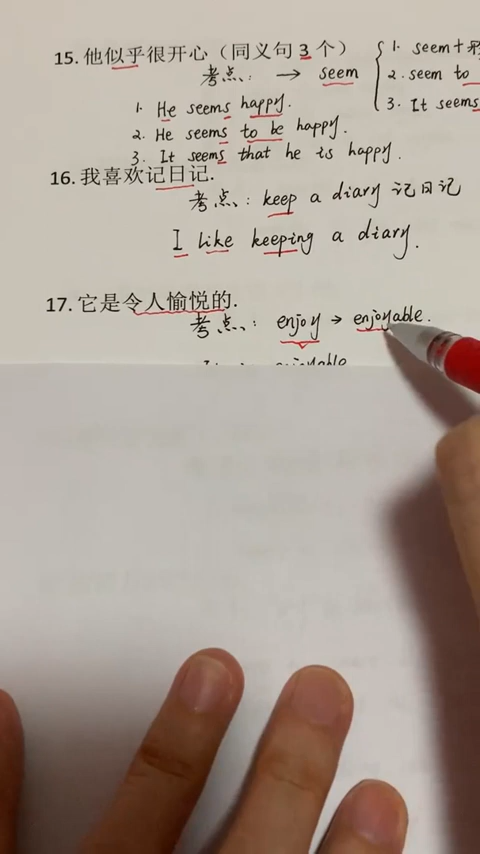 15. 他似乎很开心（同义句3个）
考点: → seem
1. seem+
2. seem to
3. It seems
1. He seems happy.
2. He seems to be happy.
3. It seems that he is happy.
16. 我喜欢记日记.
考点: keep a diary 记日记
I like keeping a diary.
17. 它是令人愉悦的.
考点: enjoy → enjoyable.
enjoyable